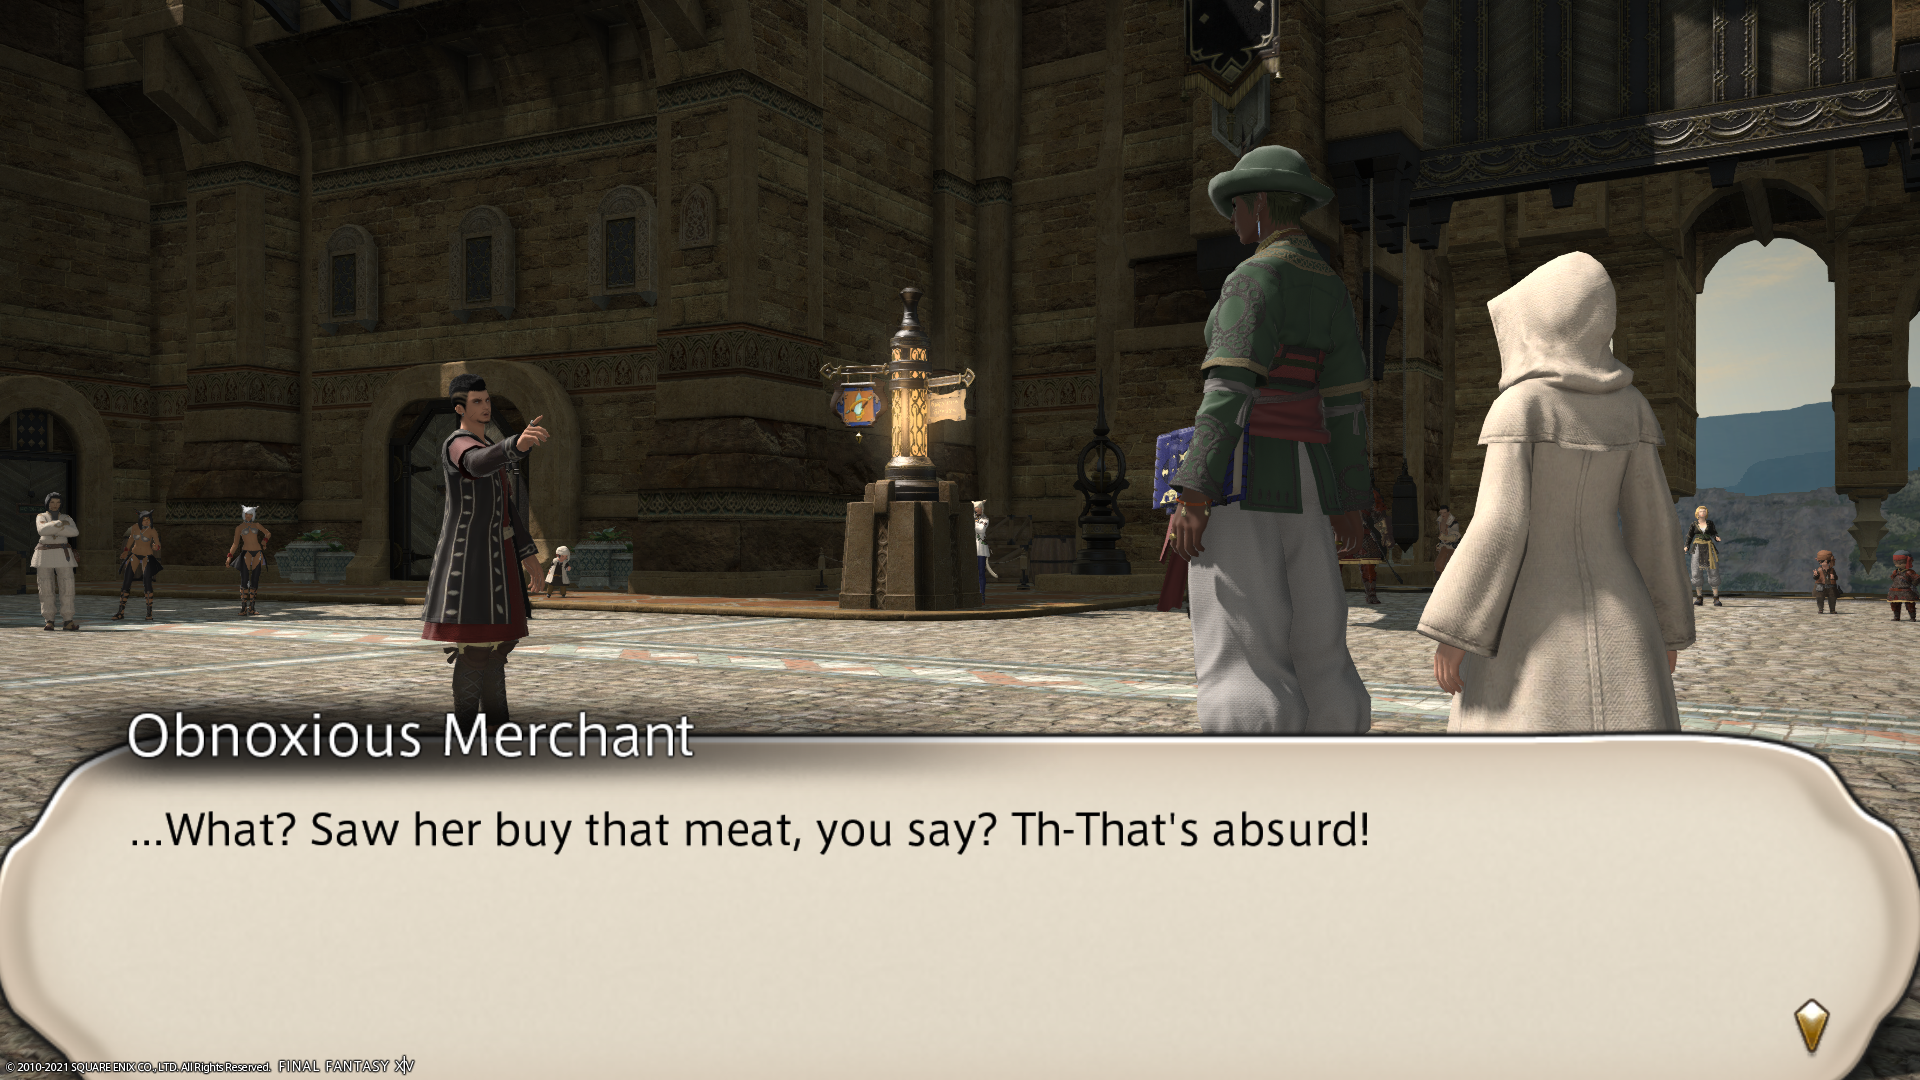 Obnoxious Merchant
...What? Saw her buy that meat, you say? Th-That's absurd!
© 2010-2021 SQUARE ENIX CO., LTD. All Rights Reserved. FINAL FANTASY XIV